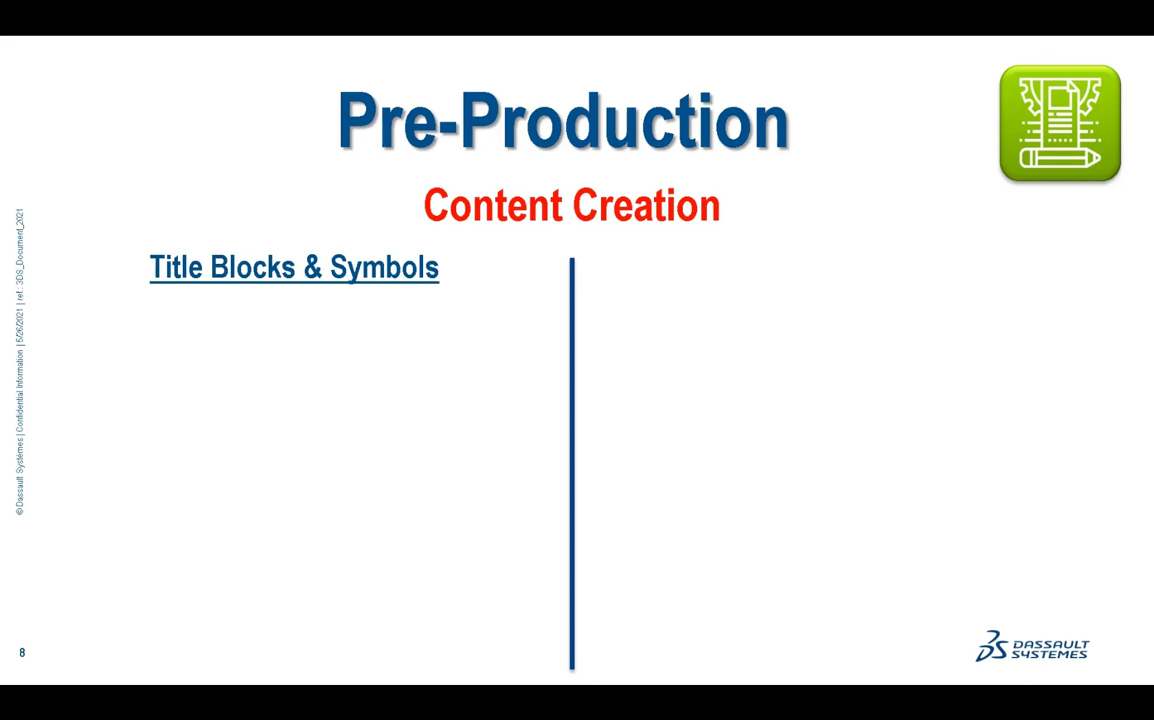 Pre-Production
Content Creation
Title Blocks & Symbols
© Dassault Systèmes | Confidential Information | 5/26/2021 | ref.: 3DS_Document_2021
8
DASSAULT
SYSTEMES